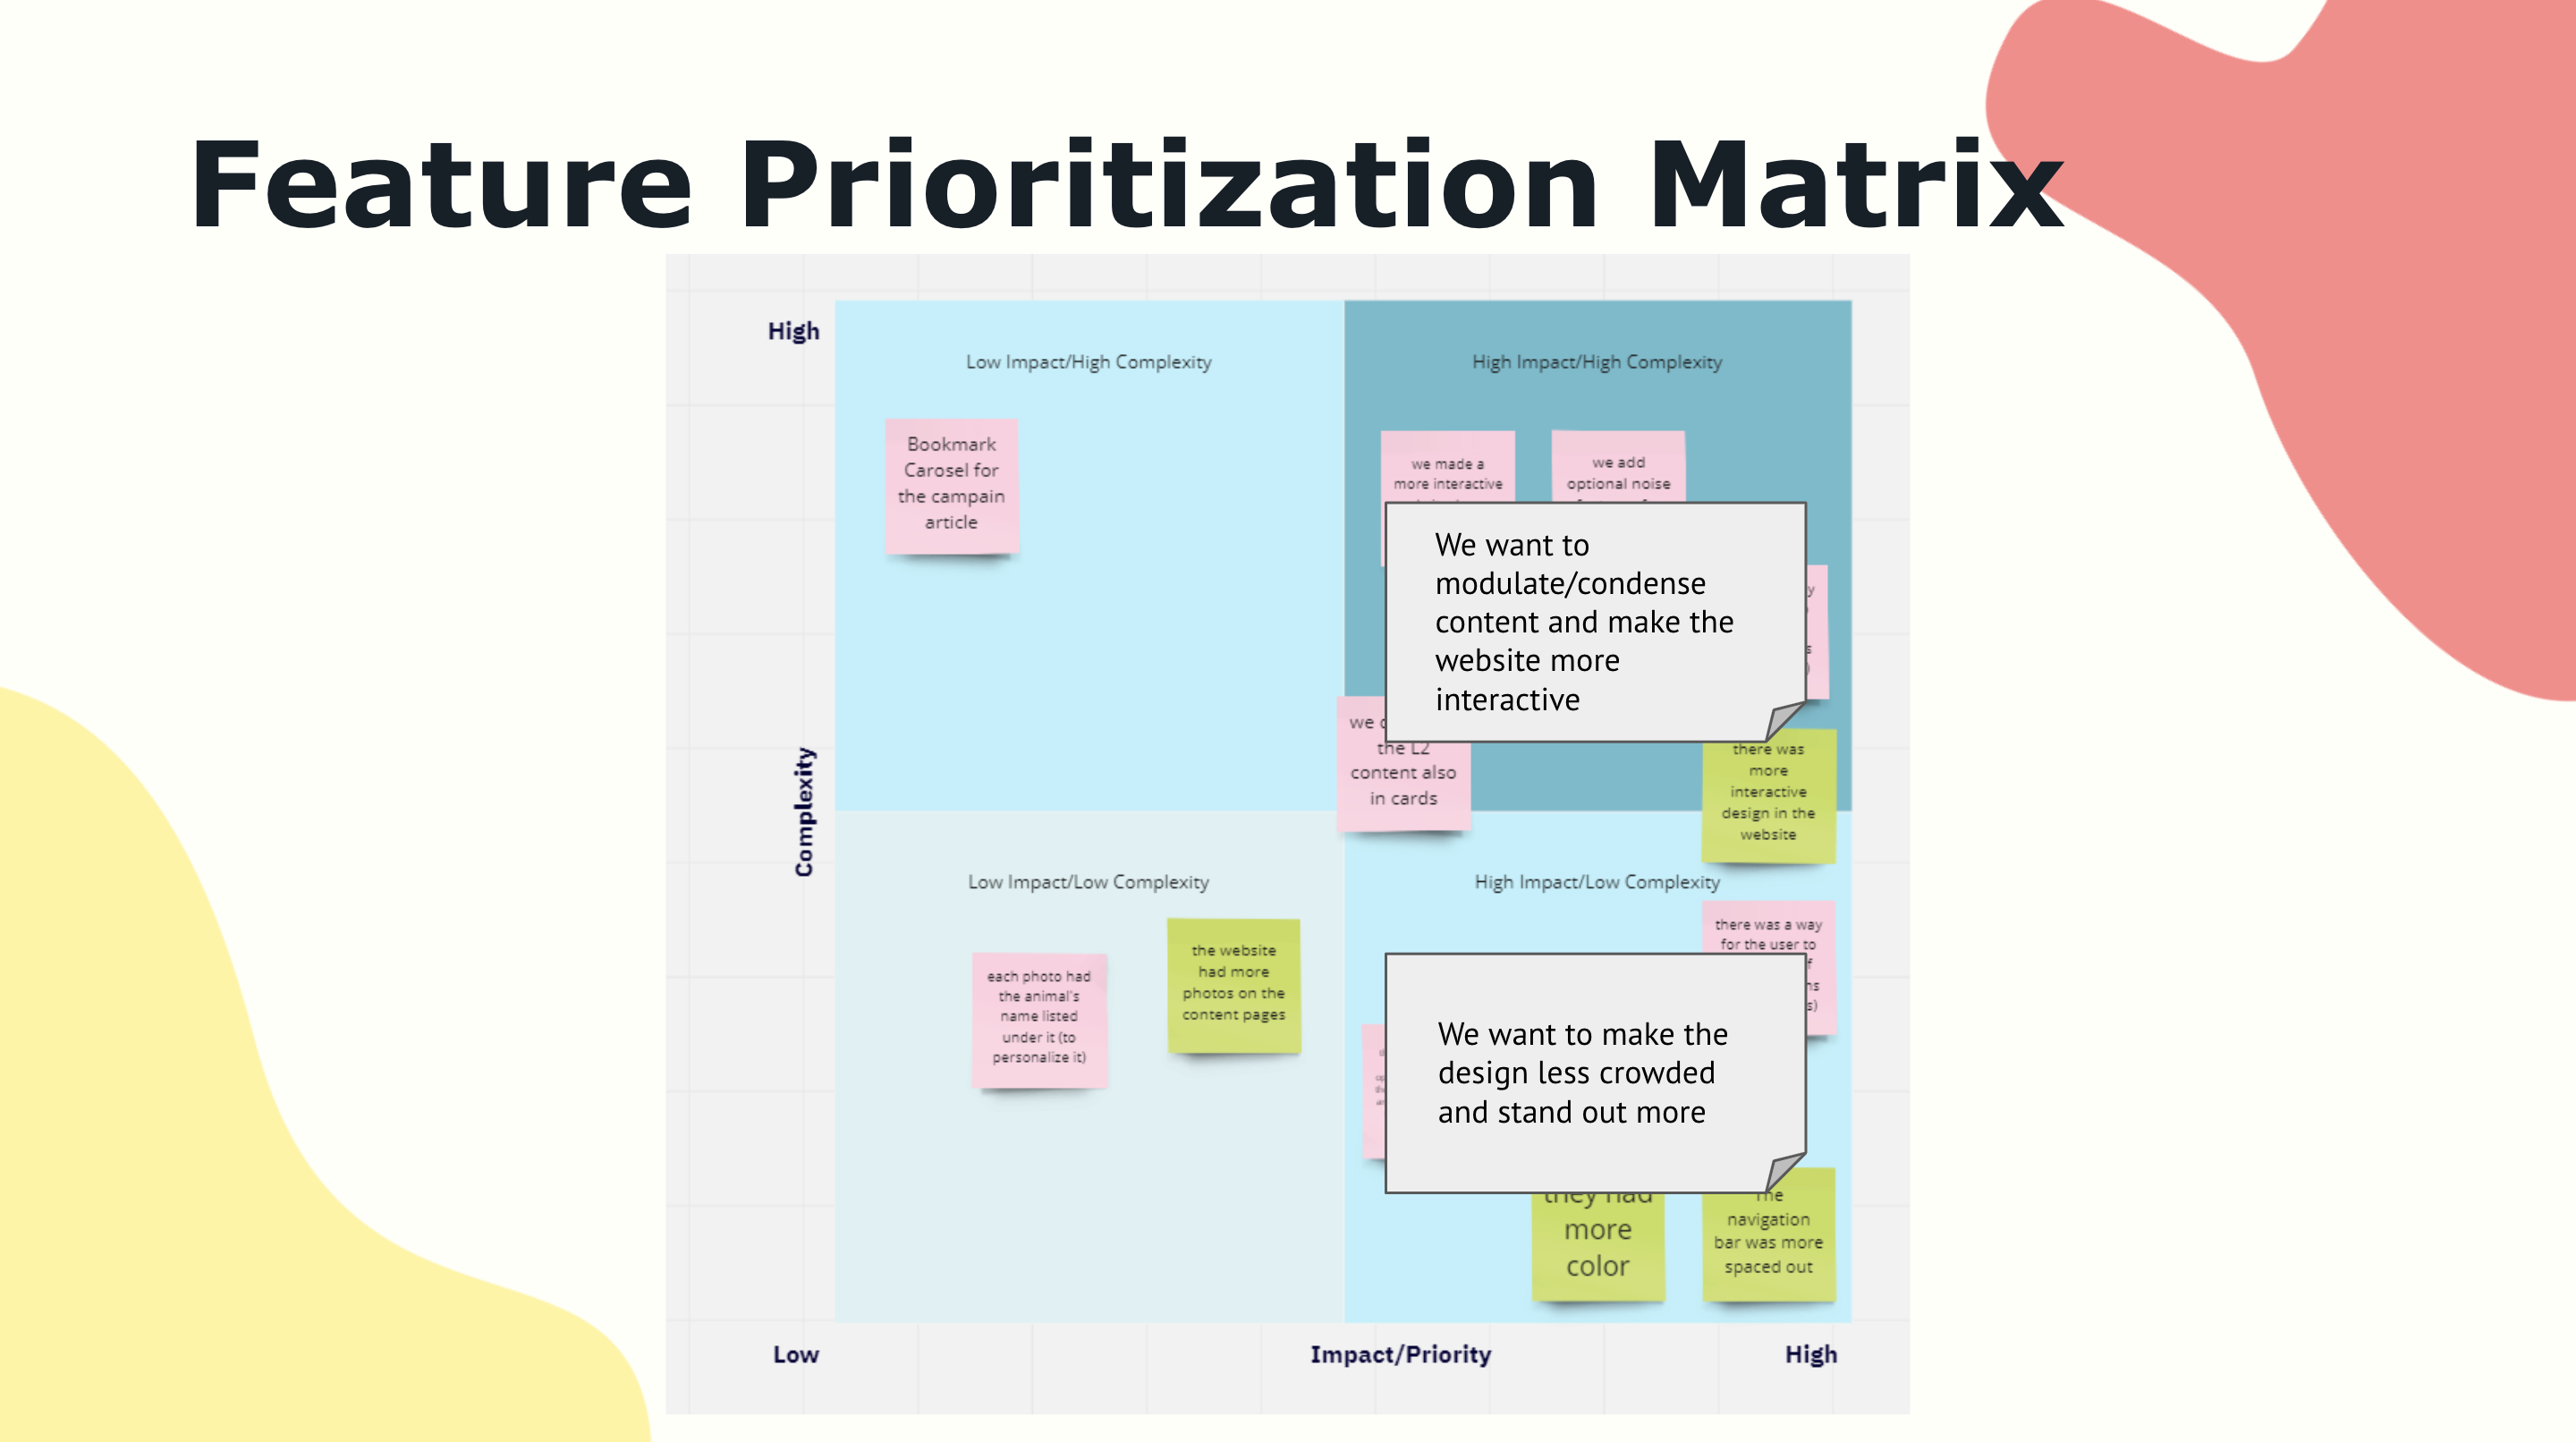 Feature Prioritization Matrix
High
Low Impact/High Complexity
High Impact/High Complexity
Bookmark
Carosel for
the campain
article
we made a
more interactive
we add
optional noise
We want to
modulate/condense
content and make the
website more
interactive
we
the L2
content also
in cards
there was
more
interactive
design in the
website
Complexity
Low Impact/Low Complexity
High Impact/Low Complexity
each photo had
the animal's
name listed
under it (to
personalize it)
the website
had more
photos on the
content pages
there was a way
for the user to
We want to make the
design less crowded
and stand out more
they had
more
color
The
navigation
bar was more
spaced out
Low
Impact/Priority
High